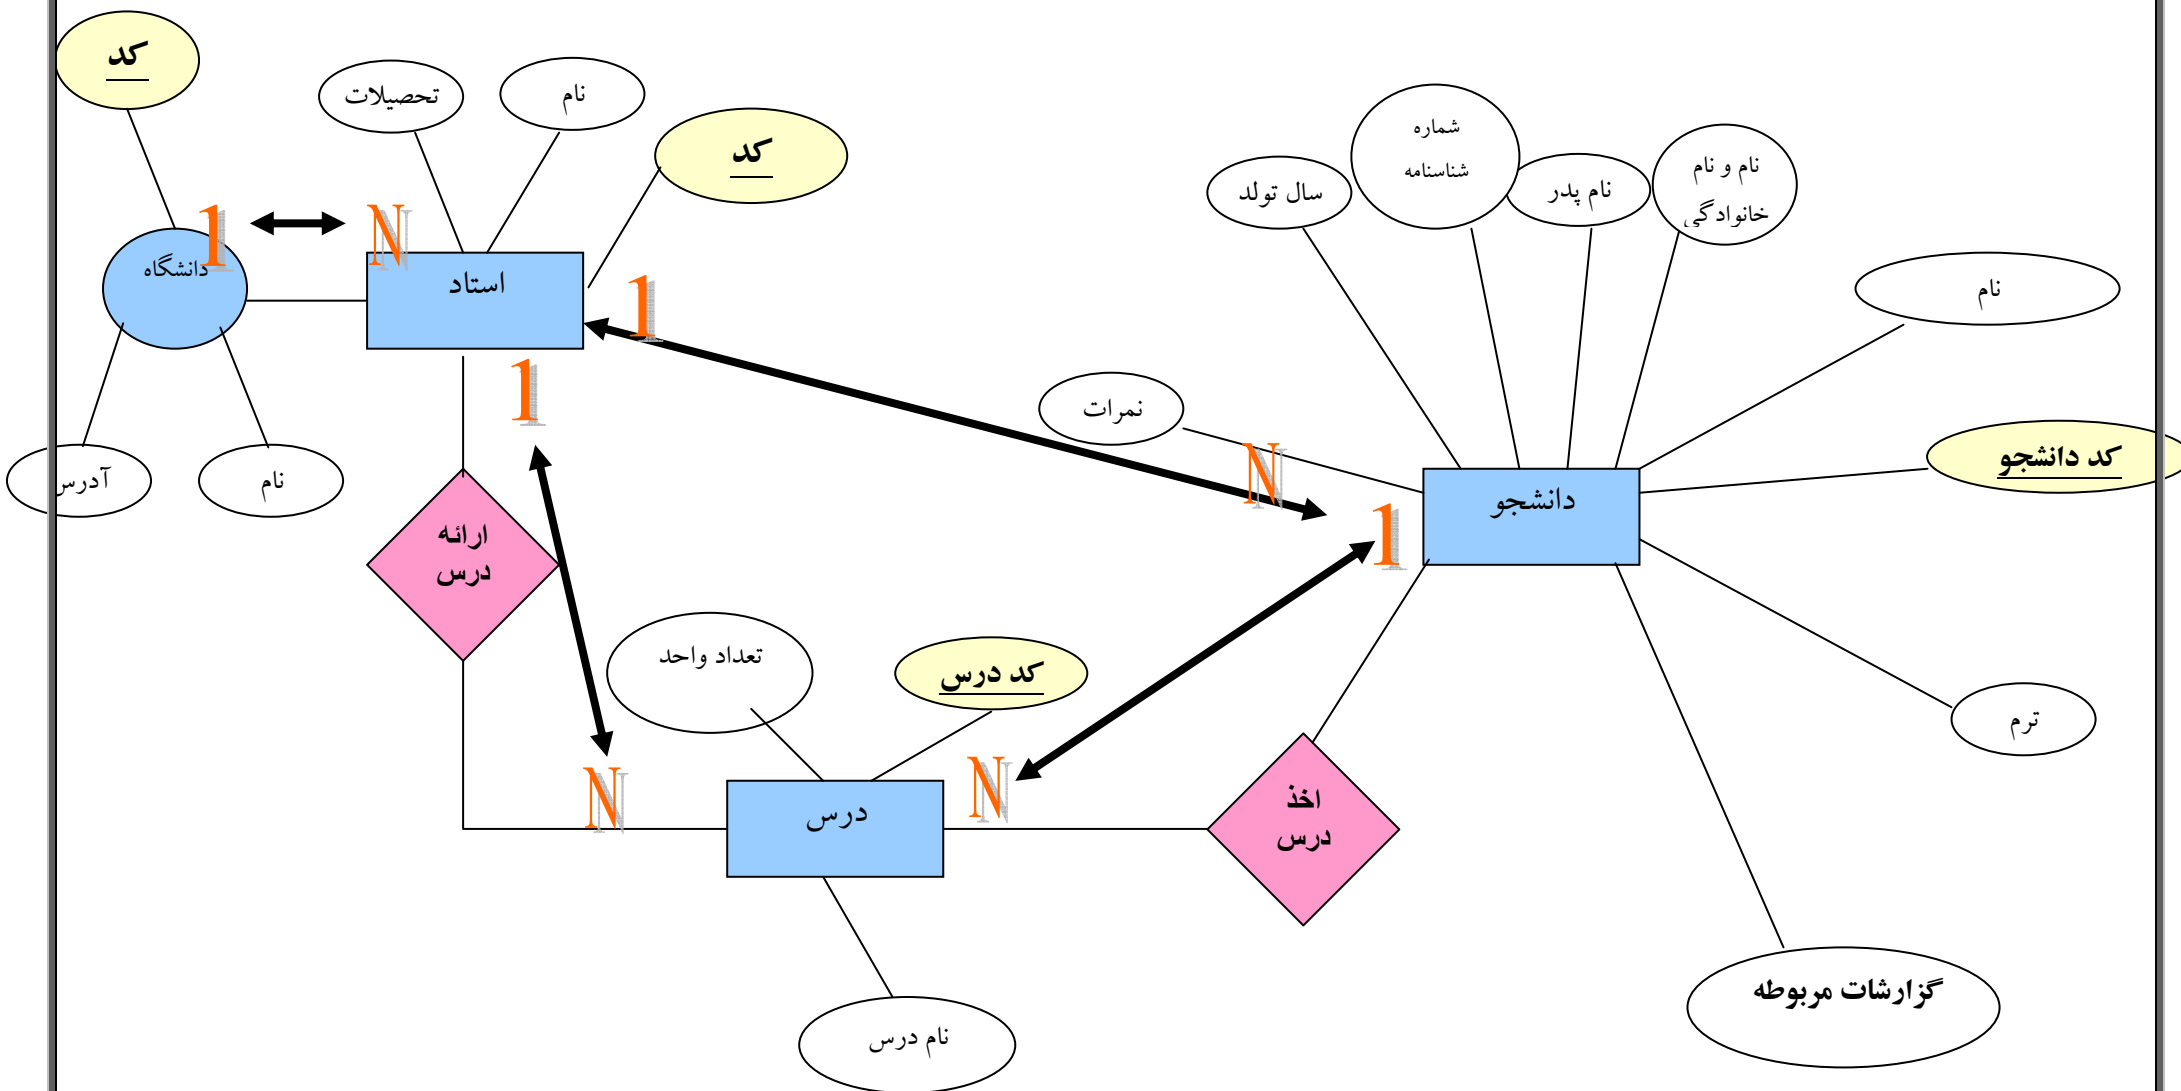 کد
تحصیلات
نام
کد
شماره
شناسنامه
سال تولد
نام پدر
نام و نام
خانوادگی
1
N
دانشگاه
استاد
1
نام
1
نمرات
N
کد دانشجو
دانشجو
1
آدرس
نام
ارائه
درس
تعداد واحد
کد درس
ترم
N
N
درس
اخذ
درس
گزارشات مربوطه
نام درس